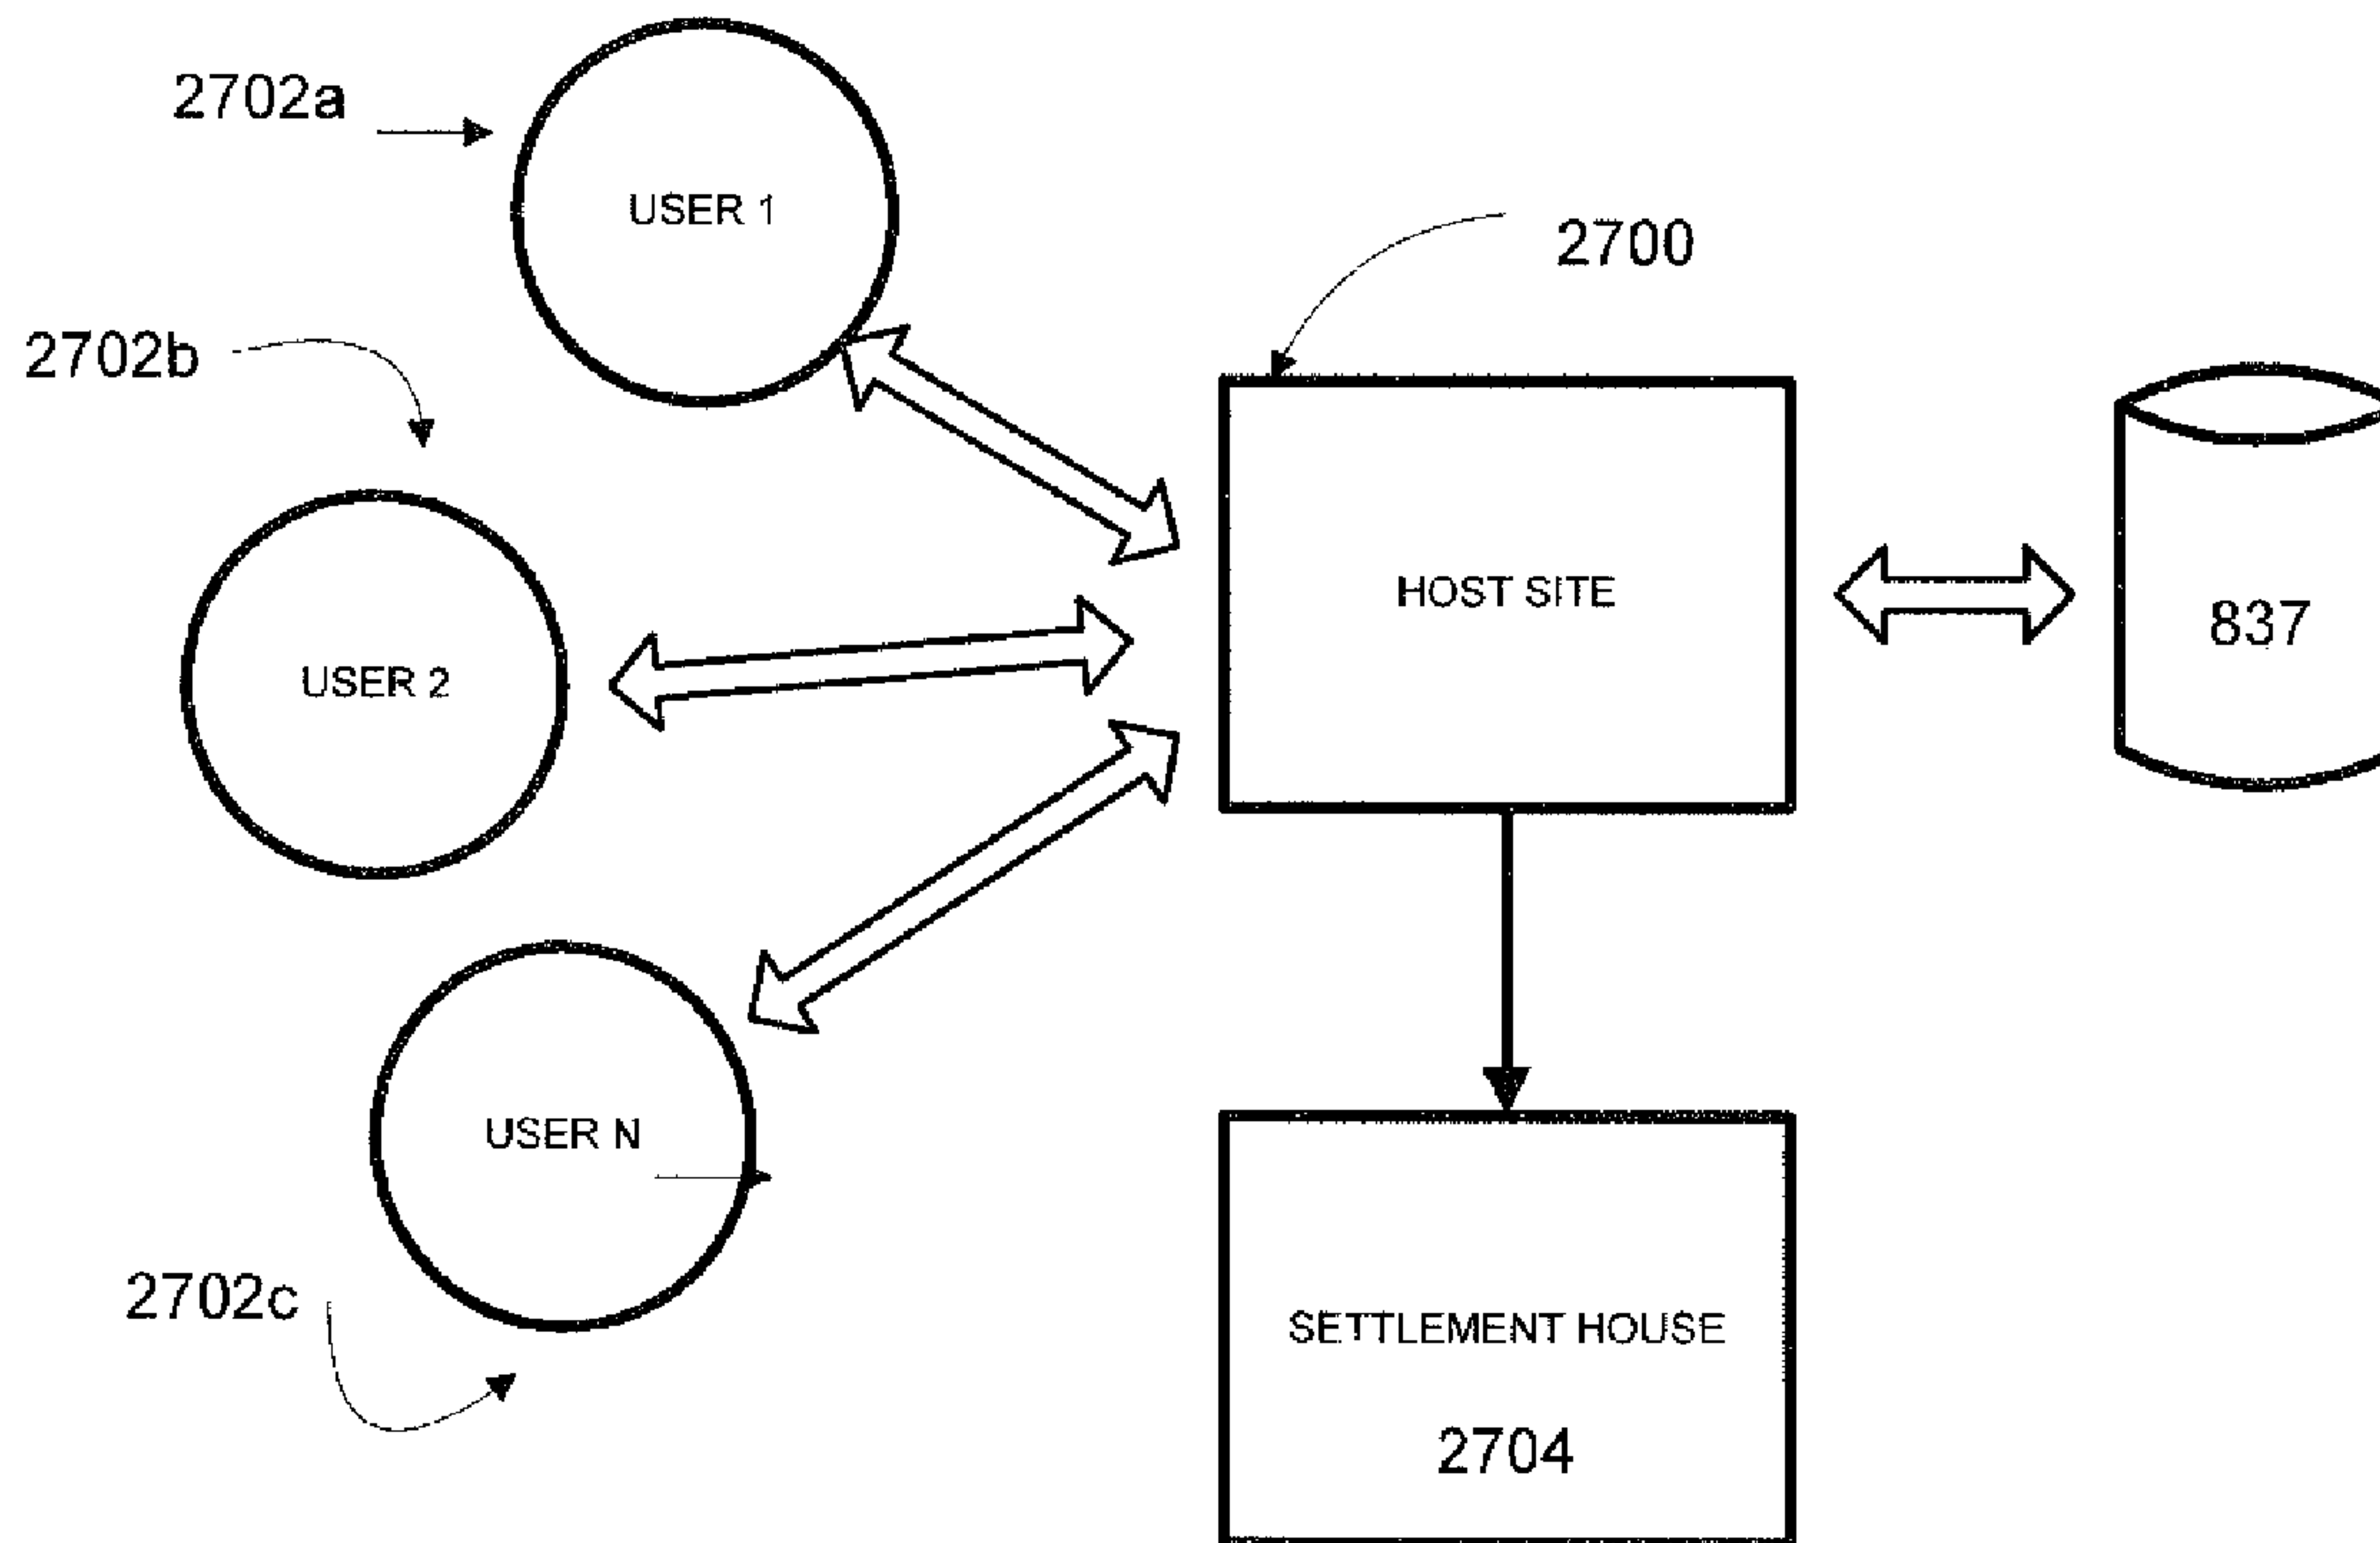 2702a
USER 1
2700
2702b
HOST SITE
837
USER 2
USER N
2702c
SETTLEMENT HOUSE
2704